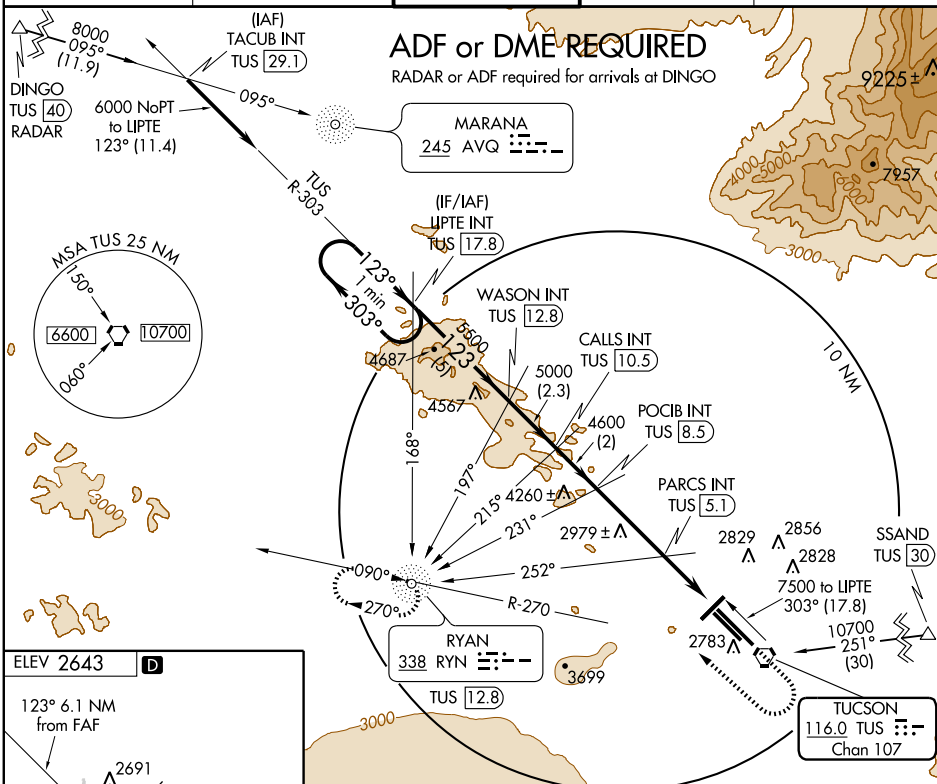 ADF or DME REQUIRED
RADAR or ADF required for arrivals at DINGO
8000
095°
(11.9)
(IAF)
TACUB INT
TUS 29.1
DINGO
TUS 40
RADAR
6000 NoPT
to LIPTE
123° (11.4)
095°
MARANA
245 AVQ
9225±
7957
4000
5000
6000
3000
TUS
R-303
(IF/IAF)
LIPTE INT
TUS 17.8
MSA TUS 25 NM
150°
6600
10700
060°
123°
1 min
303°
WASON INT
TUS 12.8
5500
123
(5)
4687
4567
CALLS INT
TUS 10.5
5000
(2.3)
10 NM
POCIB INT
TUS 8.5
4600
(2)
168°
197°
215°
4260±
231°
PARCS INT
TUS 5.1
2979±
3000
2829
2856
2828
SSAND
TUS 30
252°
090°
270°
R-270
7500 to LIPTE
303° (17.8)
10700
251°
(30)
2783
RYAN
338 RYN
TUS 12.8
3699
TUCSON
116.0 TUS
Chan 107
3000
ELEV 2643
D
123° 6.1 NM
from FAF
2691